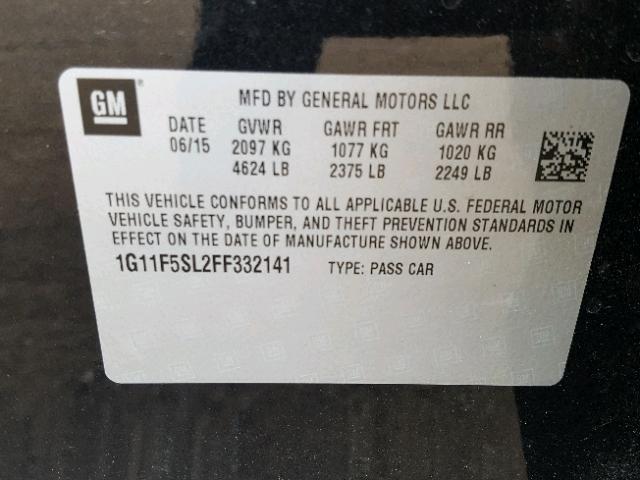 GM
MFD BY GENERAL MOTORS LLC
DATE GVWR GAWR FRT GAWR RR
06/15 2097 KG 1077 KG 1020 KG
4624 LB 2375 LB 2249 LB
THIS VEHICLE CONFORMS TO ALL APPLICABLE U.S. FEDERAL MOTOR
VEHICLE SAFETY, BUMPER, AND THEFT PREVENTION STANDARDS IN
EFFECT ON THE DATE OF MANUFACTURE SHOWN ABOVE.
1G11F5SL2FF332141 TYPE: PASS CAR